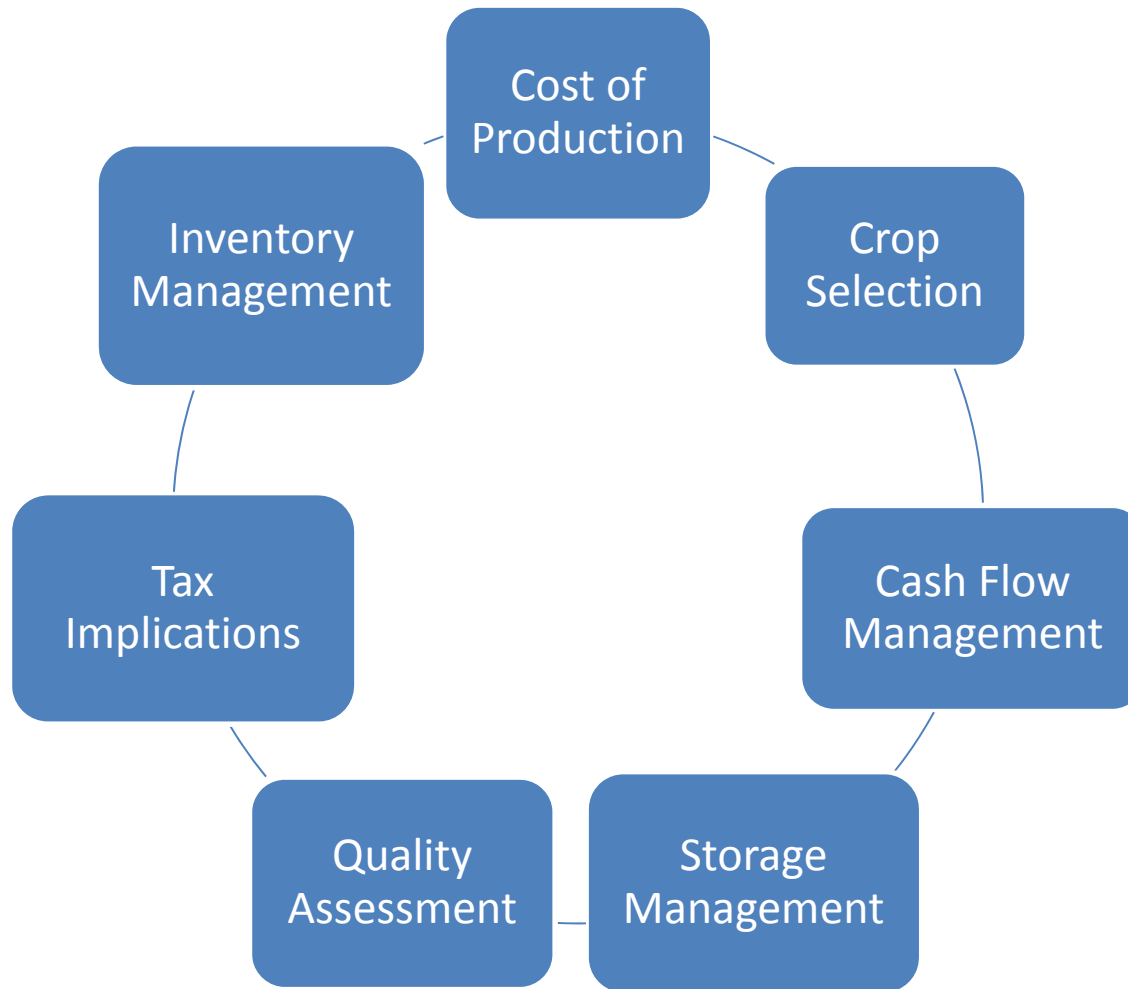 Cost of
Production
Crop
Selection
Cash Flow
Management
Storage
Management
Quality
Assessment
Tax
Implications
Inventory
Management